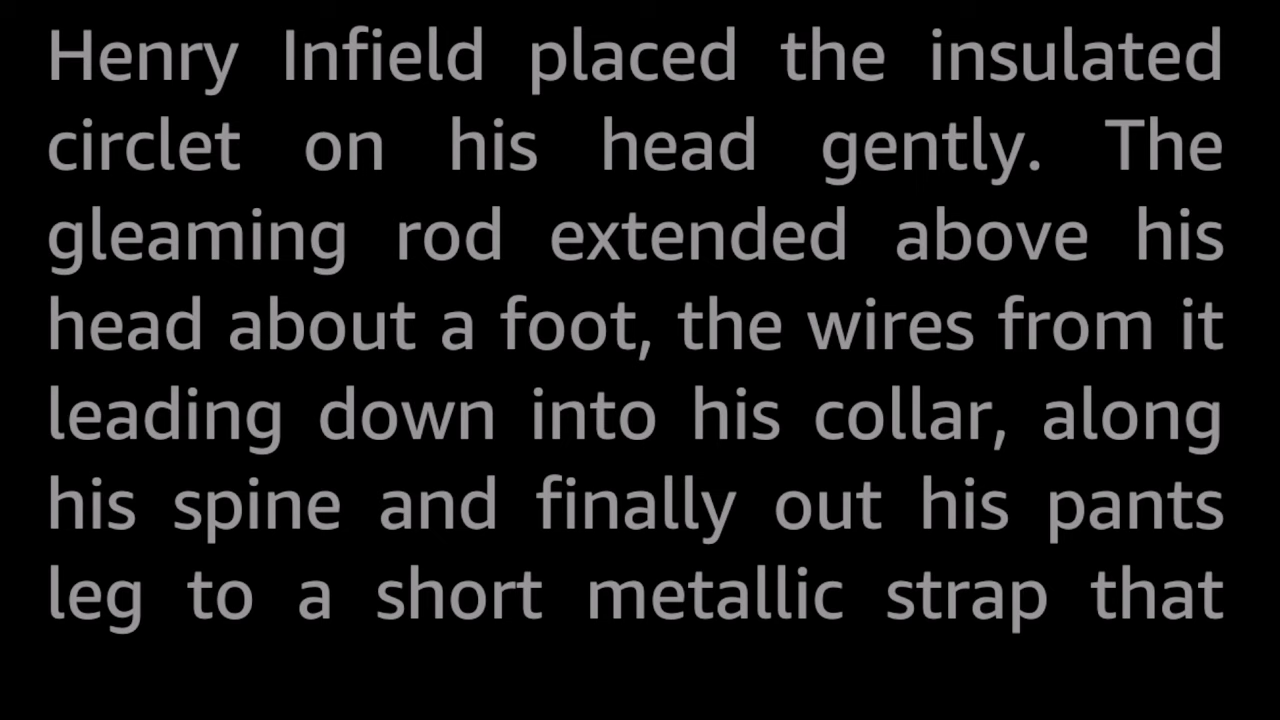 Henry Infield placed the insulated
circlet on his head gently. The
gleaming rod extended above his
head about a foot, the wires from it
leading down into his collar, along
his spine and finally out his pants
leg to a short metallic strap that